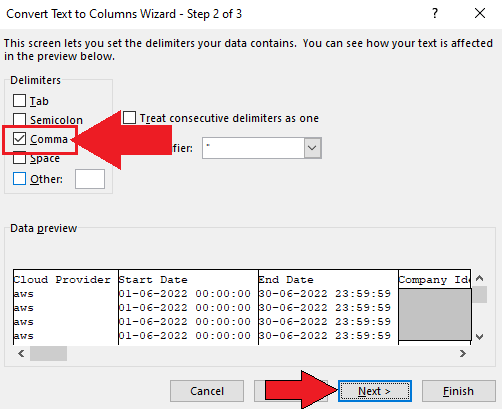 Convert Text to Columns Wizard - Step 2 of 3
This screen lets you set the delimiters your data contains. You can see how your text is affected
in the preview below.
Delimiters
Tab
Semicolon
Treat consecutive delimiters as one
Comma
"
Space
Other:
Data preview
Cloud Provider Start Date End Date Company
aws 01-06-2022 00:00:00 30-06-2022 23:59:59
aws 01-06-2022 00:00:00 30-06-2022 23:59:59
aws 01-06-2022 00:00:00 30-06-2022 23:59:59
aws 01-06-2022 00:00:00 30-06-2022 23:59:59
Cancel Next > Finish